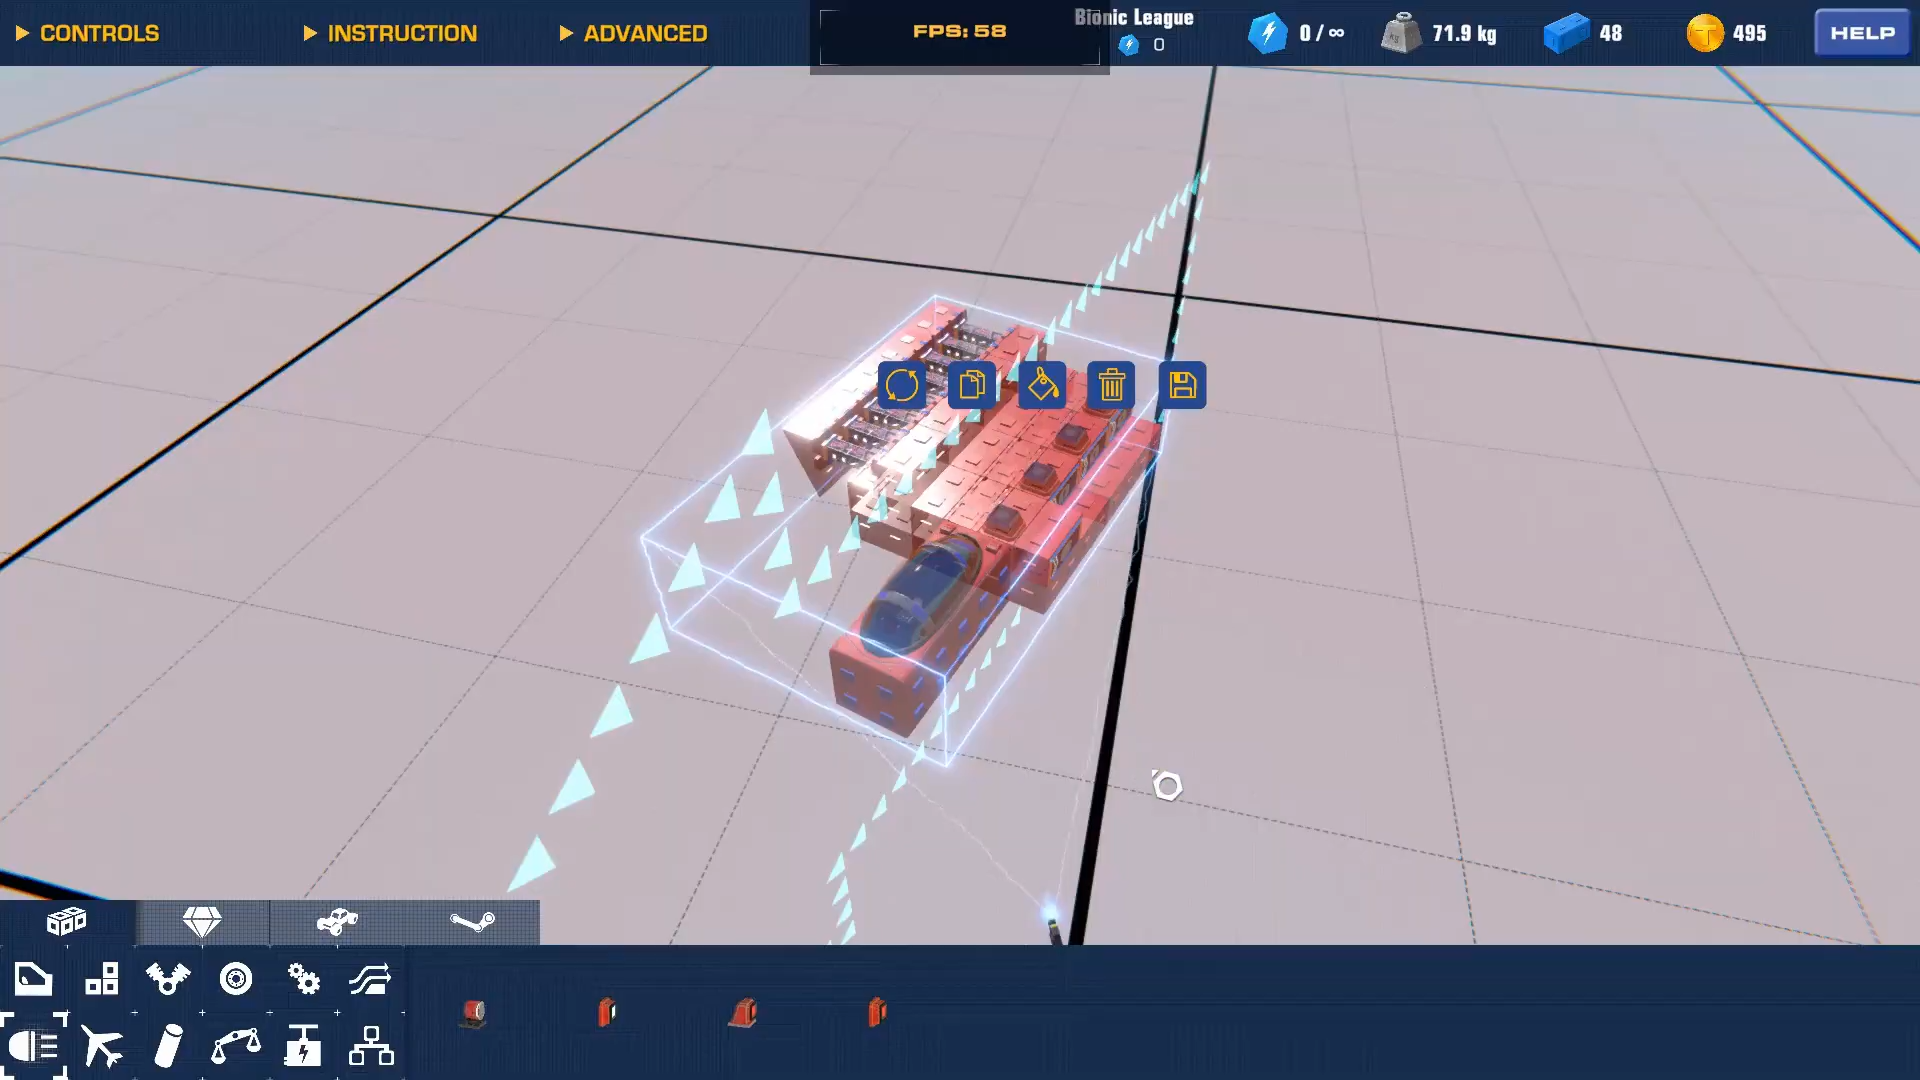 CONTROLS
INSTRUCTION
ADVANCED
FPS: 58
Bionic League
0
0 / ∞
71.9 kg
48
495
HELP